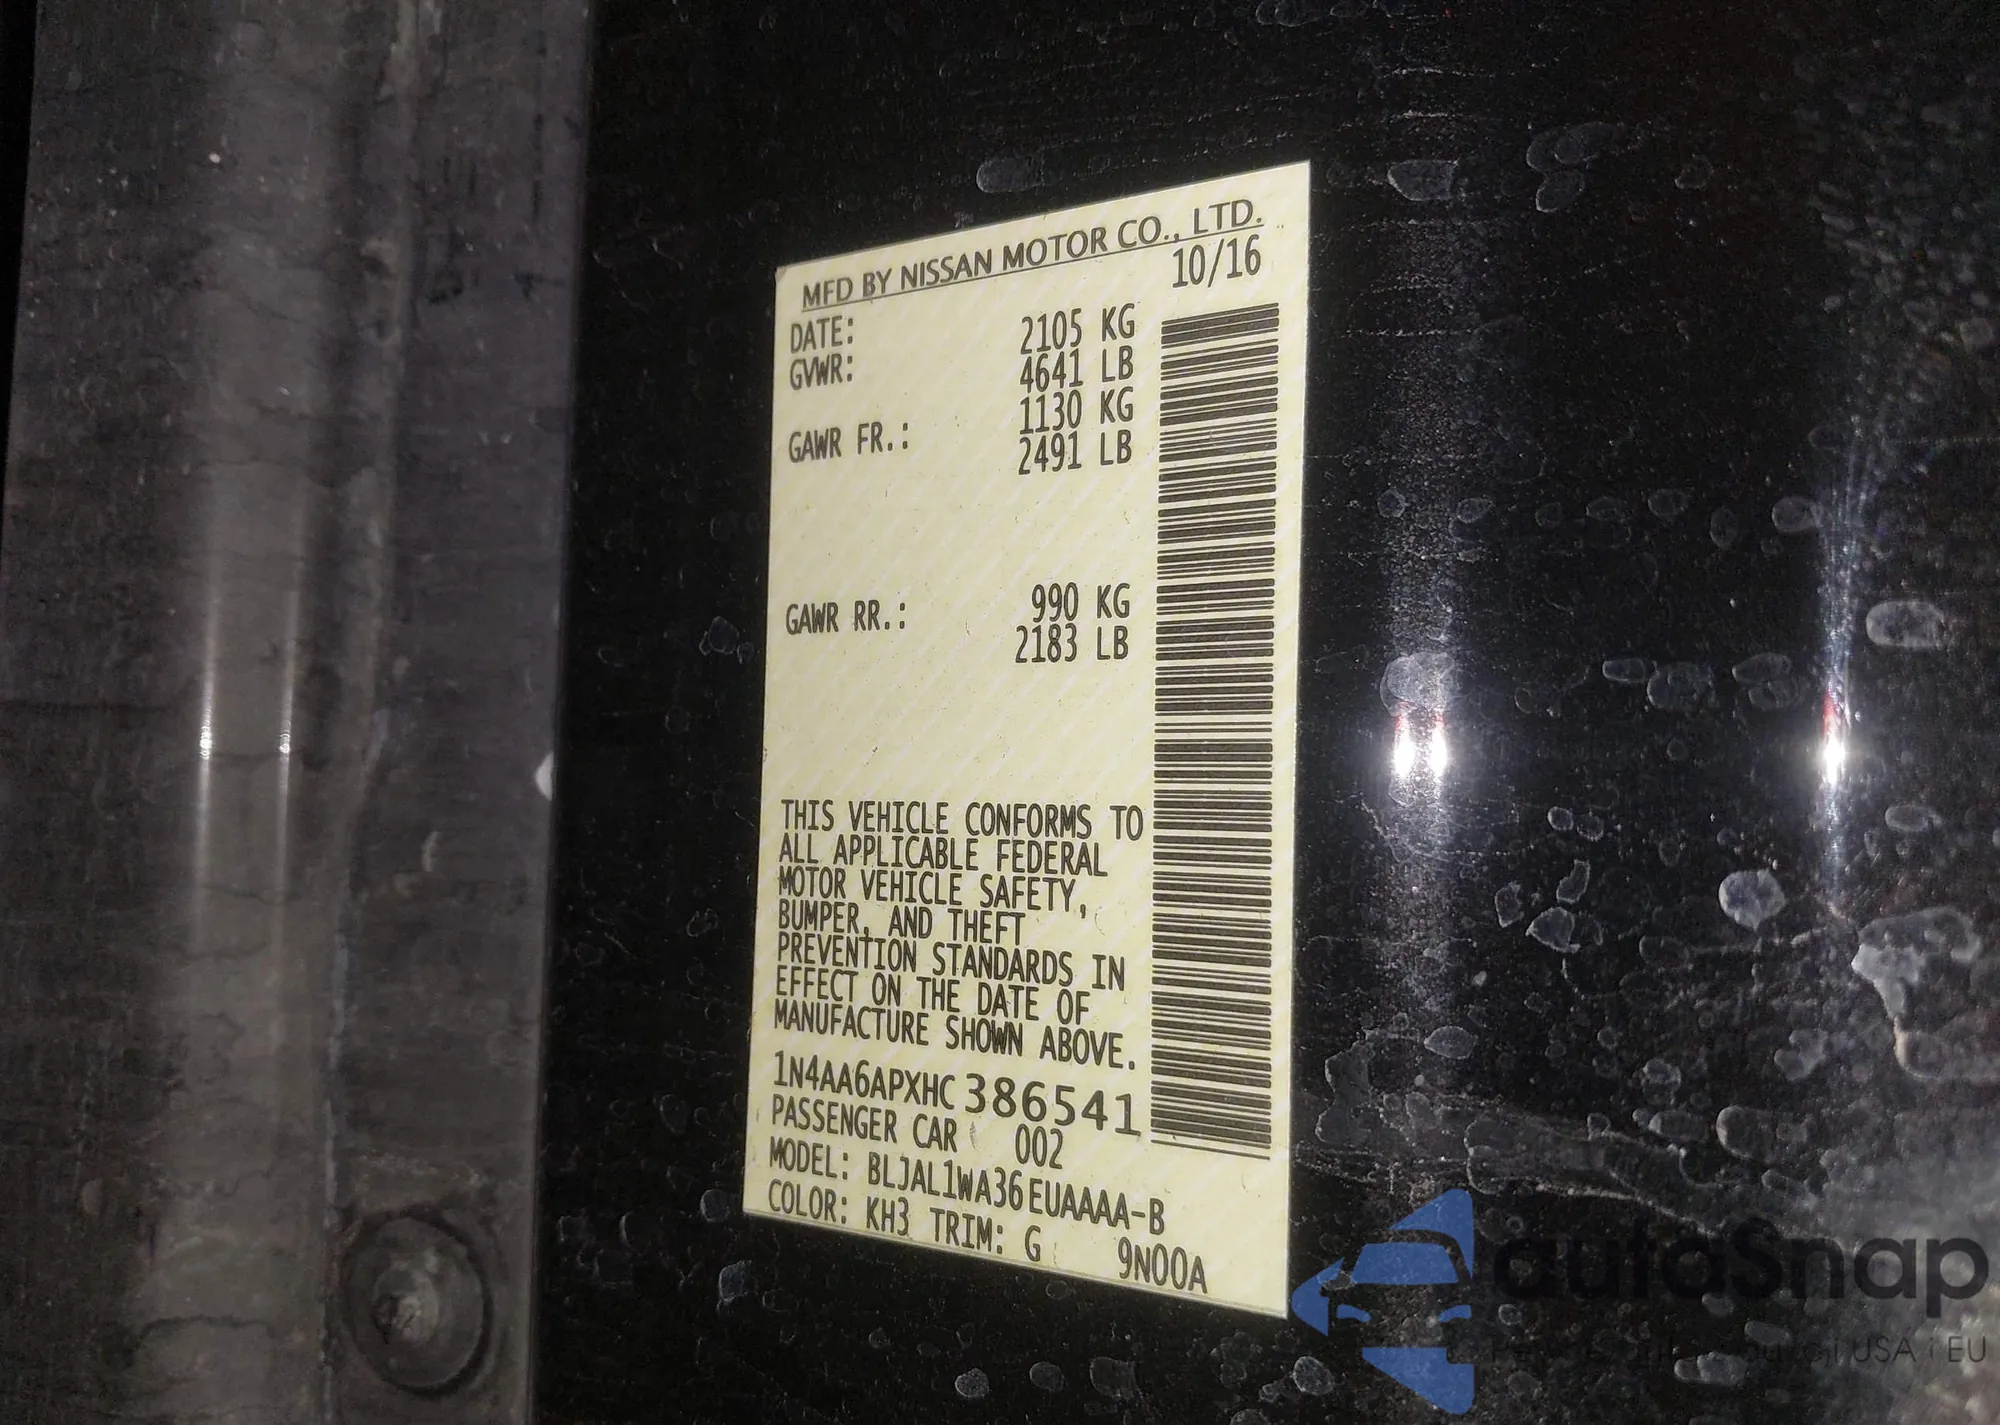 MFD BY NISSAN MOTOR CO., LTD.
DATE: 10/16
GVWR: 2105 KG
4641 LB
GAWR FR.: 1130 KG
2491 LB
GAWR RR.: 990 KG
2183 LB
THIS VEHICLE CONFORMS TO
ALL APPLICABLE FEDERAL
MOTOR VEHICLE SAFETY,
BUMPER, AND THEFT
PREVENTION STANDARDS IN
EFFECT ON THE DATE OF
MANUFACTURE SHOWN ABOVE.
1N4AA6APXHC386541
PASSENGER CAR 002
MODEL: BLJAL1WA36EUAAAA-B
COLOR: KH3 TRIM: G 9N00A
autoSnap
USA i EU